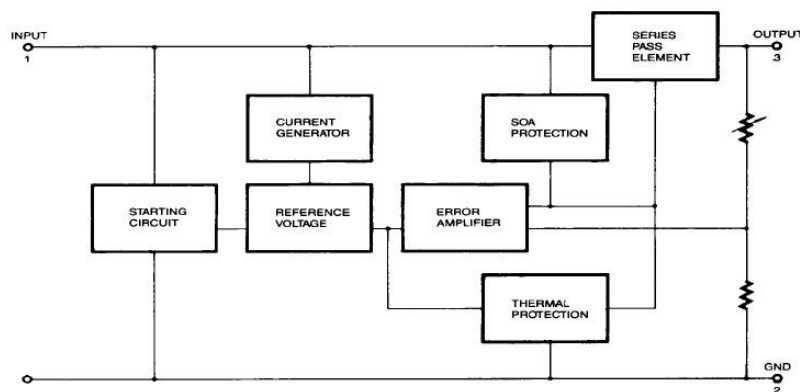 INPUT
1
SERIES
PASS
ELEMENT
OUTPUT
3
CURRENT
GENERATOR
SOA
PROTECTION
STARTING
CIRCUIT
REFERENCE
VOLTAGE
ERROR
AMPLIFIER
THERMAL
PROTECTION
GND
2